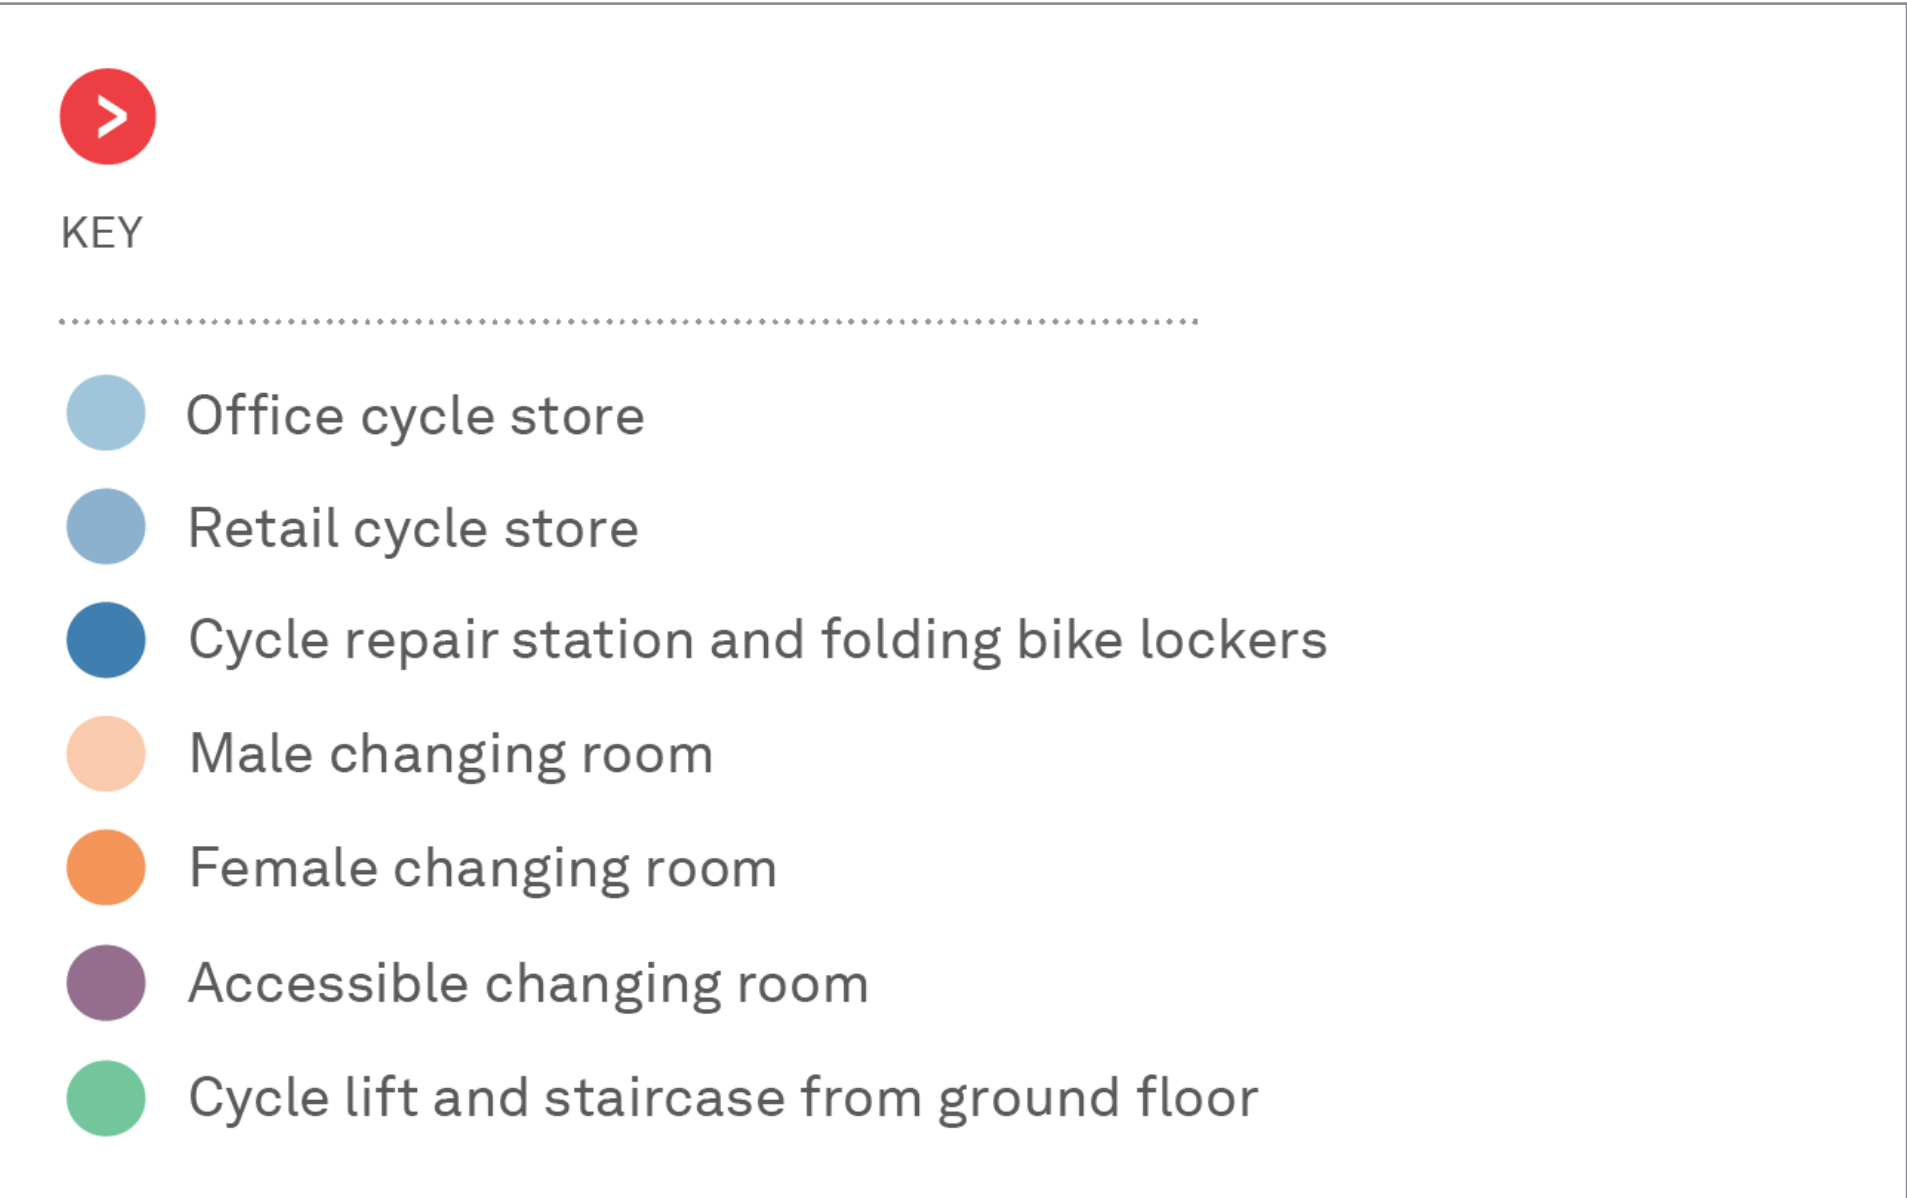 >
KEY
Office cycle store
Retail cycle store
Cycle repair station and folding bike lockers
Male changing room
Female changing room
Accessible changing room
Cycle lift and staircase from ground floor